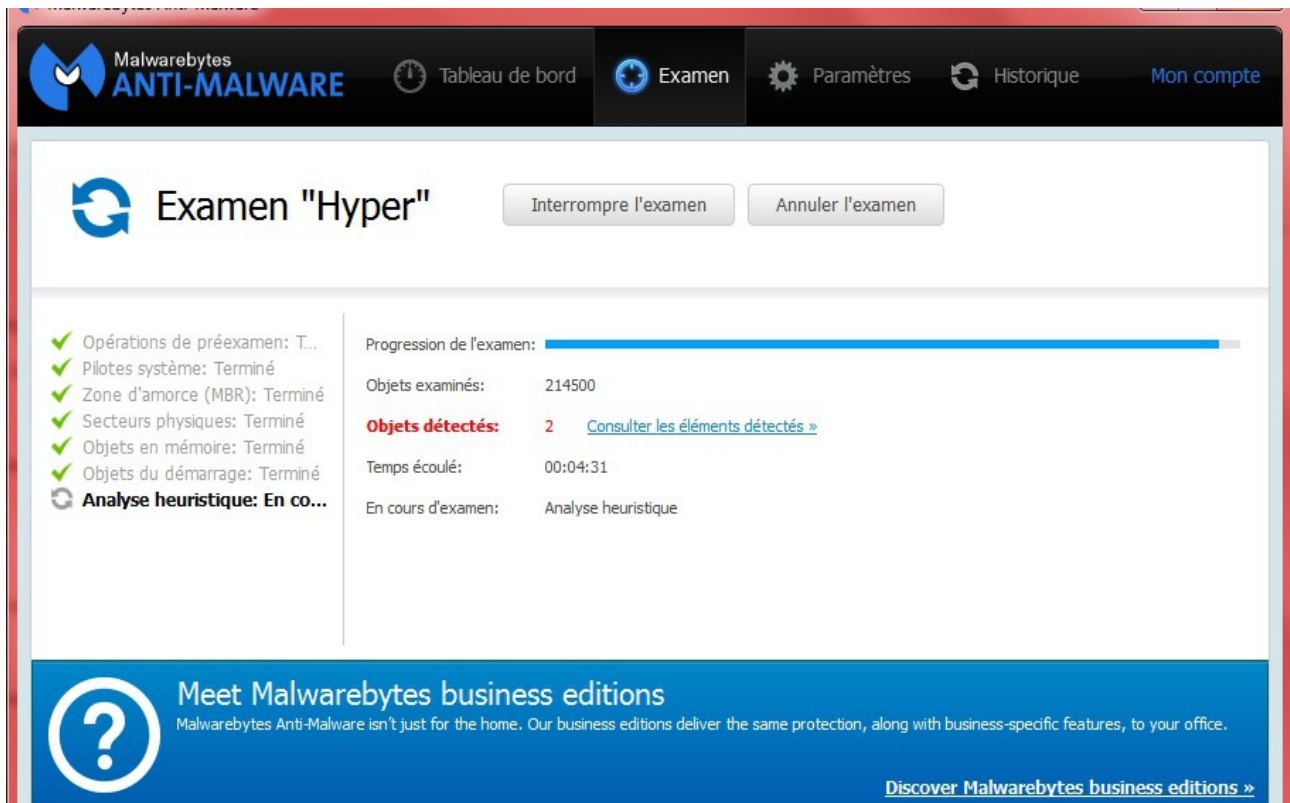 Malwarebytes
ANTI-MALWARE
Tableau de bord
Examen
Paramètres
Historique
Mon compte
Examen "Hyper"
Interrompre l'examen
Annuler l'examen
Opérations de préexamen: T...
Pilotes système: Terminé
Zone d'amorce (MBR): Terminé
Secteurs physiques: Terminé
Objets en mémoire: Terminé
Objets du démarrage: Terminé
Analyse heuristique: En co...
Progression de l'examen:
Objets examinés: 214500
Objets détectés: 2 Consulter les éléments détectés »
Temps écoulé: 00:04:31
En cours d'examen: Analyse heuristique
Meet Malwarebytes business editions
Malwarebytes Anti-Malware isn't just for the home. Our business editions deliver the same protection, along with business-specific features, to your office.
Discover Malwarebytes business editions »